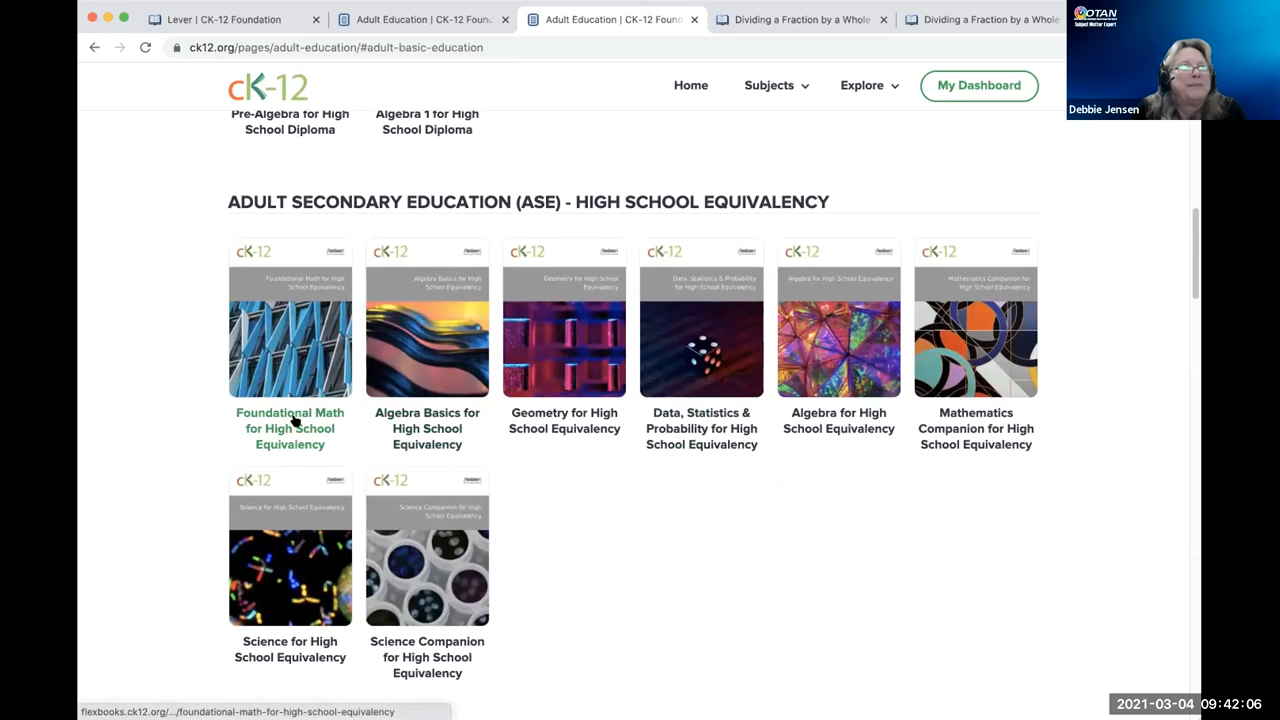 Lever | CK-12 Foundation
Adult Education | CK-12 Found
Adult Education | CK-12 Found
Dividing a Fraction by a Whole
Dividing a Fraction by a Whole
ck12.org/pages/adult-education/#adult-basic-education
OTAN
Subject Matter Expert
Debbie Jensen
cK-12
Home
Subjects
Explore
My Dashboard
Pre-Algebra for High
School Diploma
Algebra 1 for High
School Diploma
ADULT SECONDARY EDUCATION (ASE) - HIGH SCHOOL EQUIVALENCY
cK-12
Foundational Math for High
School Equivalency
cK-12
Algebra Basics for High
School Equivalency
cK-12
Geometry for High School
Equivalency
cK-12
Data, Statistics & Probability
for High School Equivalency
cK-12
Algebra for High School Equivalency
cK-12
Mathematics Companion for
High School Equivalency
Foundational Math
for High School
Equivalency
Algebra Basics for
High School
Equivalency
Geometry for High
School Equivalency
Data, Statistics &
Probability for High
School Equivalency
Algebra for High
School Equivalency
Mathematics
Companion for High
School Equivalency
cK-12
Science for High School Equivalency
cK-12
Science Companion for High
School Equivalency
Science for High
School Equivalency
Science Companion
for High School
Equivalency
flexbooks.ck12.org/.../foundational-math-for-high-school-equivalency
2021-03-04 09:42:06